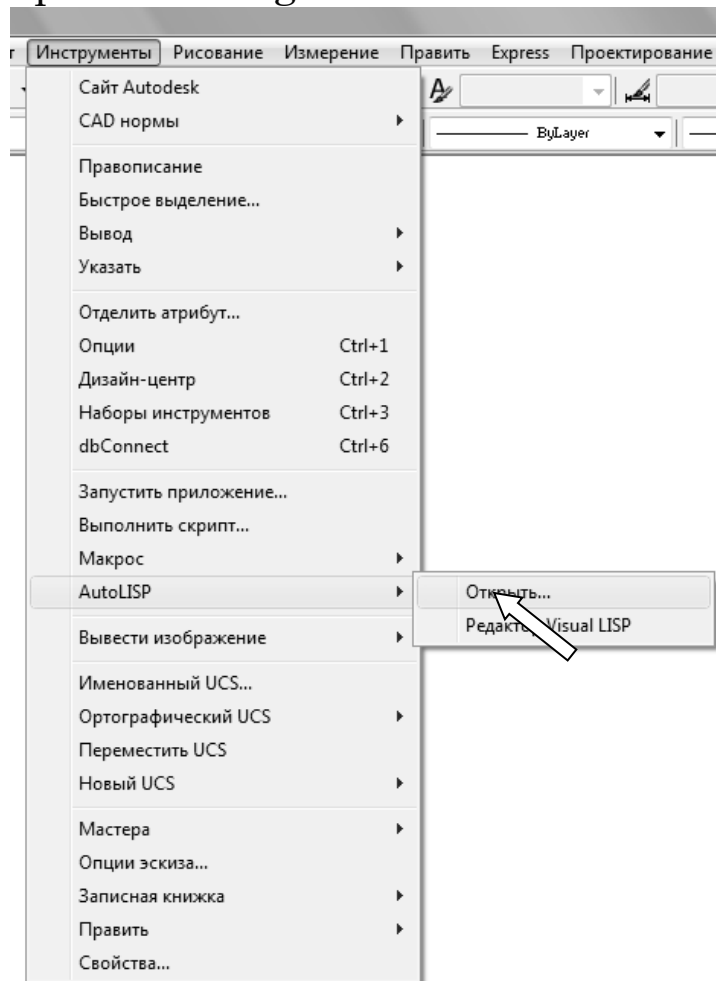 Инструменты Рисование Измерение Править Express Проектирование
Сайт Autodesk
CAD нормы
ByLayer
Правописание
Быстрое выделение...
Вывод
Указать
Отделить атрибут...
Опции Ctrl+1
Дизайн-центр Ctrl+2
Наборы инструментов Ctrl+3
dbConnect Ctrl+6
Запустить приложение...
Выполнить скрипт...
Макрос
AutoLISP
Открыть...
Редактор Visual LISP
Вывести изображение
Именованный UCS...
Ортографический UCS
Переместить UCS
Новый UCS
Мастера
Опции эскиза...
Записная книжка
Править
Свойства...